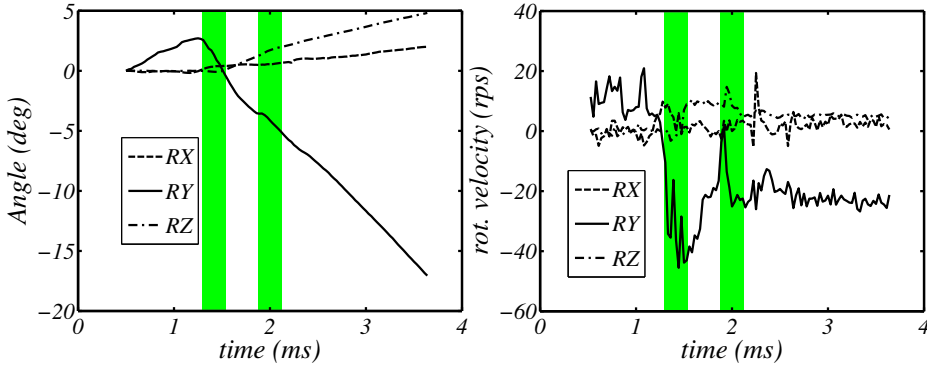 5
0
−5
−10
−15
−20
0 1 2 3 4
Angle (deg)
time (ms)
RX
RY
RZ
40
20
0
−20
−40
−60
0 1 2 3 4
rot. velocity (rps)
time (ms)
RX
RY
RZ